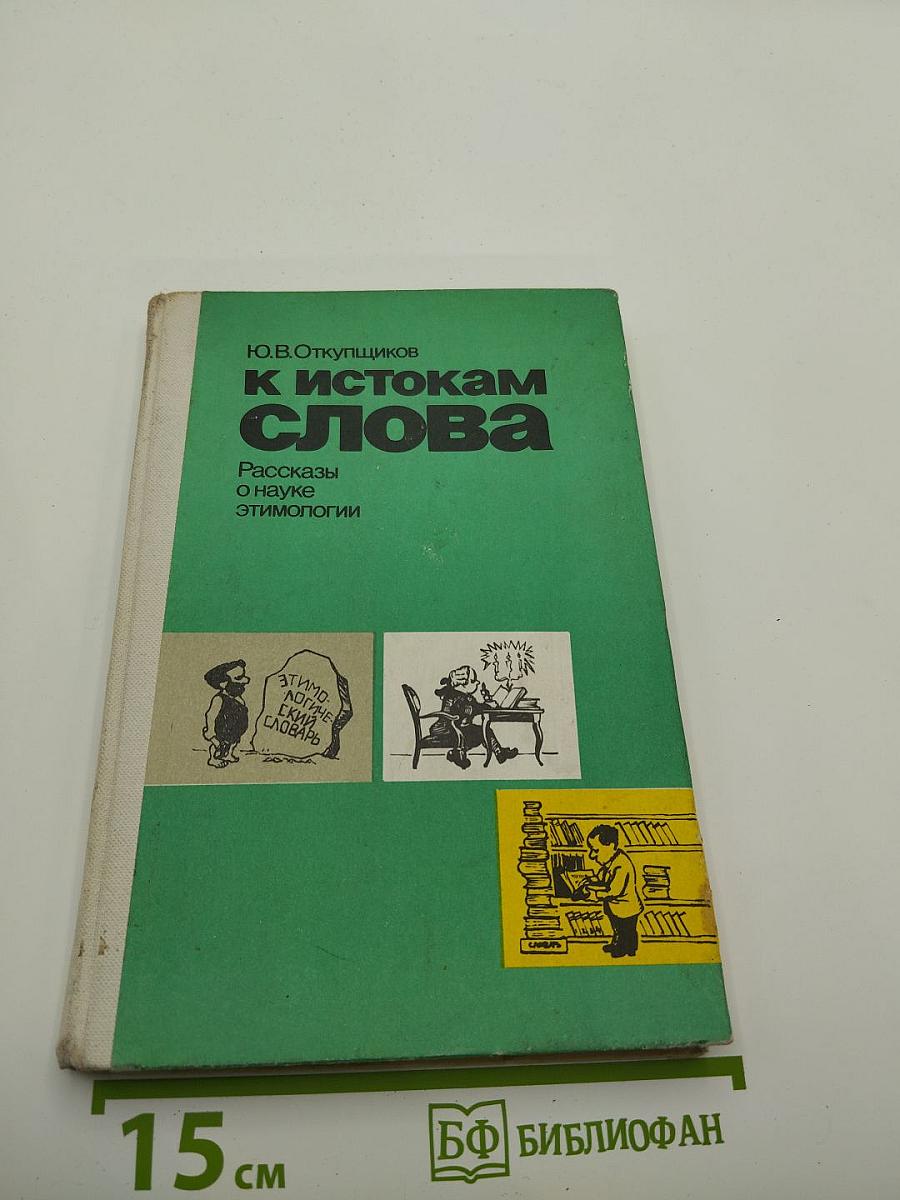 Ю.В.Откупщиков
К ИСТОКАМ
СЛОВА
Рассказы
о науке
этимологии
ЭТИМО-
ЛОГИЧЕ-
СКИЙ
СЛОВАРЬ
СЛОВАРЬ
15 см
БФ БИБЛИОФАН